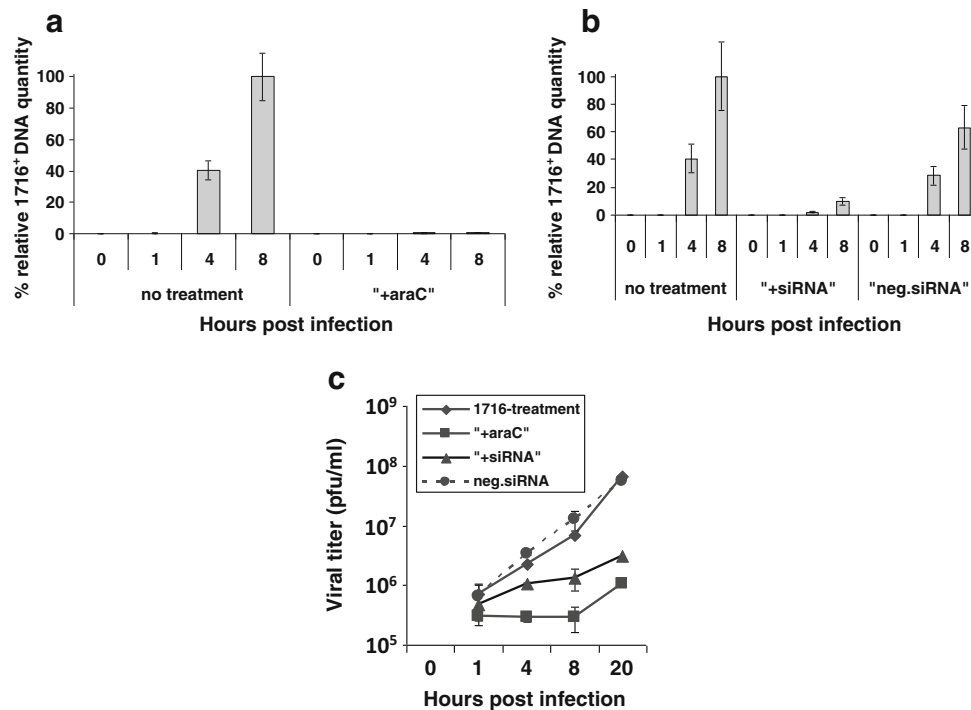 a
% relative 1716+ DNA quantity
100
80
60
40
20
0
0 1 4 8 0 1 4 8
no treatment "+araC"
Hours post infection
b
% relative 1716+ DNA quantity
100
80
60
40
20
0
0 1 4 8 0 1 4 8 0 1 4 8
no treatment "+siRNA" "neg.siRNA"
Hours post infection
c
Viral titer (pfu/ml)
10⁹
10⁸
10⁷
10⁶
10⁵
1716-treatment
"+araC"
"+siRNA"
neg.siRNA
0 1 4 8 20
Hours post infection